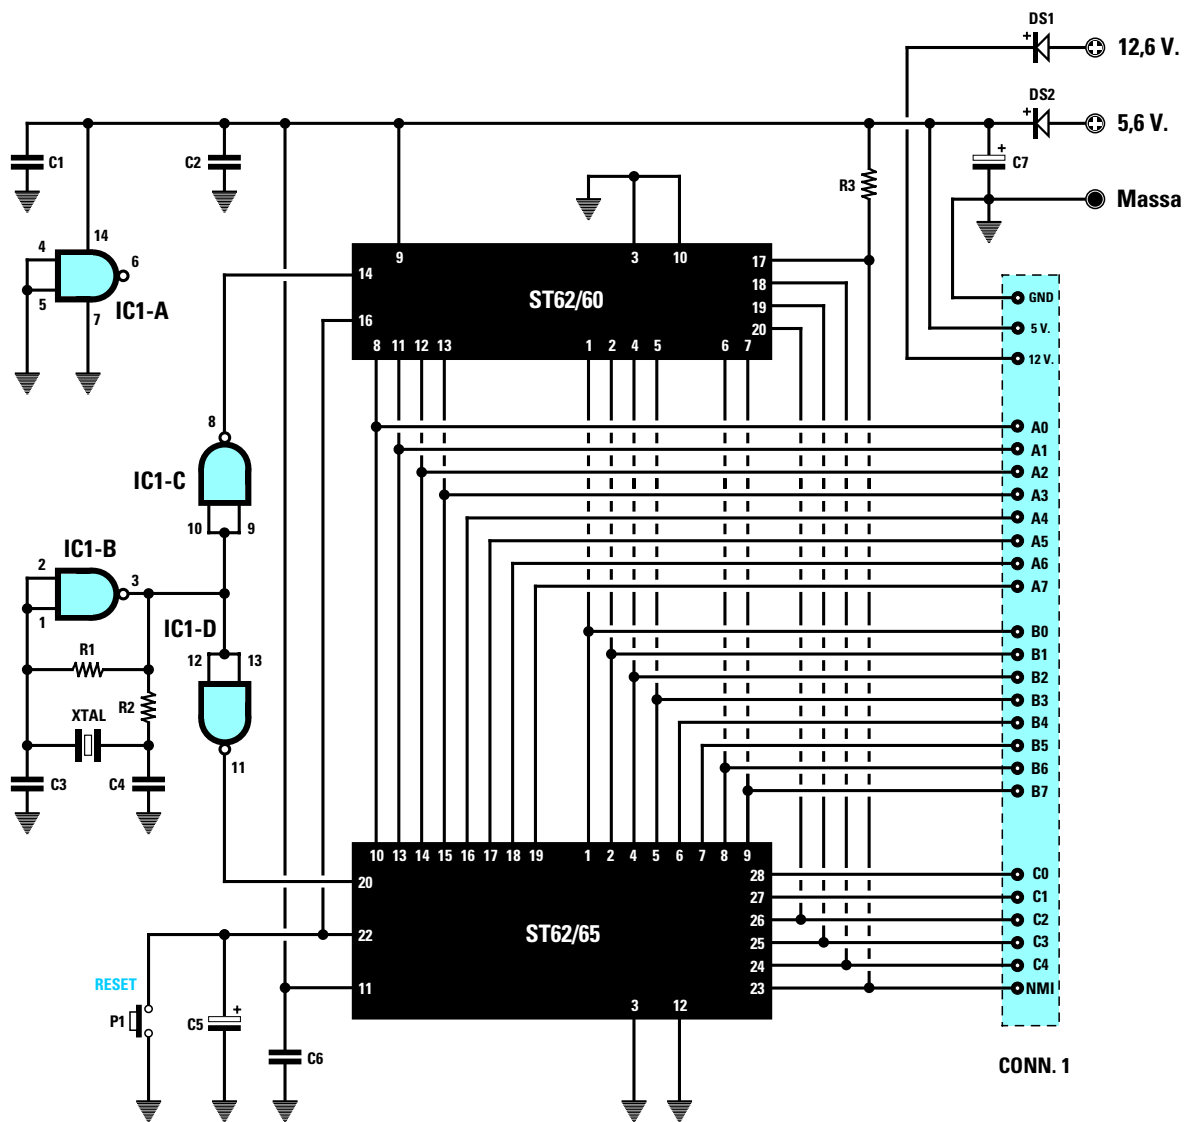 DS1
+
12,6 V.
DS2
+
5,6 V.
C1
C2
+
C7
R3
Massa
4
14
6
5
7
IC1-A
9
3
10
14
16
ST62/60
17
18
19
20
8 11 12 13
1 2 4 5
6 7
GND
5 V.
12 V.
8
IC1-C
10
9
A0
A1
A2
A3
A4
A5
A6
A7
IC1-B
2
3
1
IC1-D
12
13
R1
R2
XTAL
11
C3
C4
B0
B1
B2
B3
B4
B5
B6
B7
10 13 14 15 16 17 18 19
1 2 4 5 6 7 8 9
20
22
11
ST62/65
28
27
26
25
24
23
3
12
C0
C1
C2
C3
C4
NMI
RESET
P1
C5
+
C6
CONN. 1